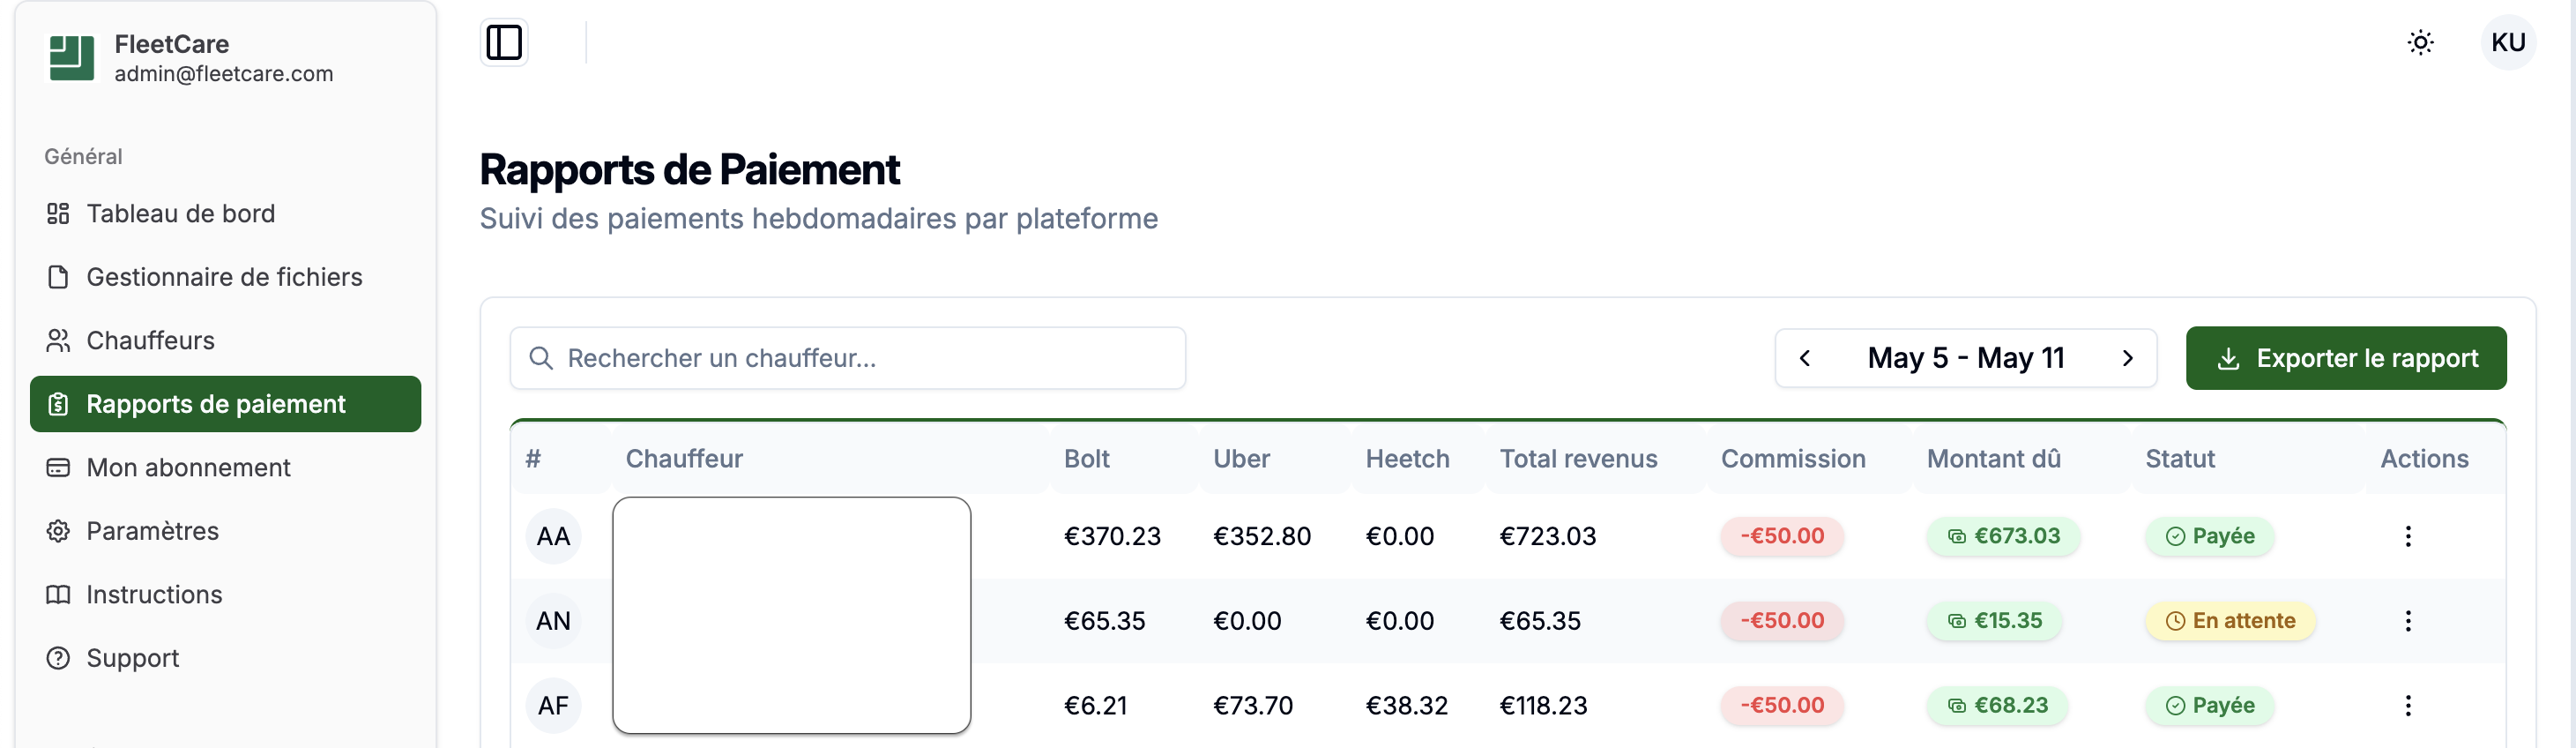 FleetCare
admin@fleetcare.com
Général
Tableau de bord
Gestionnaire de fichiers
Chauffeurs
Rapports de paiement
Mon abonnement
Paramètres
Instructions
Support
KU
Rapports de Paiement
Suivi des paiements hebdomadaires par plateforme
Rechercher un chauffeur...
May 5 - May 11
Exporter le rapport
# Chauffeur Bolt Uber Heetch Total revenus Commission Montant dû Statut Actions
AA €370.23 €352.80 €0.00 €723.03 -€50.00 €673.03 Payée
AN €65.35 €0.00 €0.00 €65.35 -€50.00 €15.35 En attente
AF €6.21 €73.70 €38.32 €118.23 -€50.00 €68.23 Payée